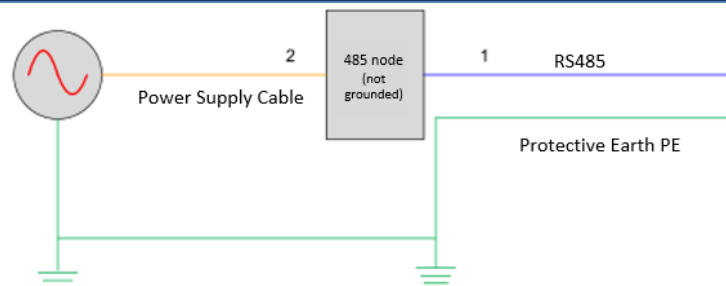 2
485 node
(not
grounded)
1
RS485
Power Supply Cable
Protective Earth PE